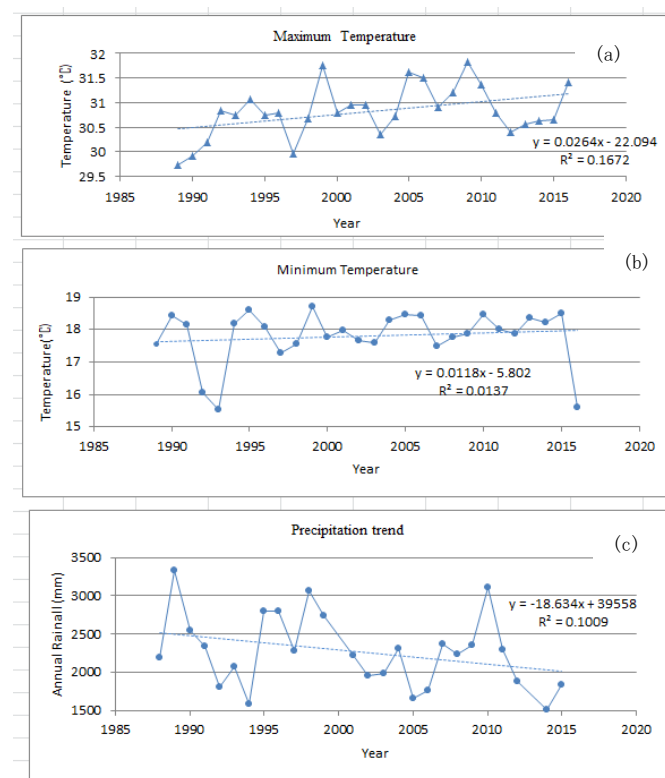 Maximum Temperature
(a)
Temperature (°C)
32
31.5
31
30.5
30
29.5
y = 0.0264x - 22.094
R² = 0.1672
1985 1990 1995 2000 2005 2010 2015 2020
Year
(b)
Minimum Temperature
Temperature(°C)
19
18
17
16
15
y = 0.0118x - 5.802
R² = 0.0137
1985 1990 1995 2000 2005 2010 2015 2020
Year
Precipitation trend
(c)
Annual Rainall (mm)
3500
3000
2500
2000
1500
y = -18.634x + 39558
R² = 0.1009
1985 1990 1995 2000 2005 2010 2015 2020
Year